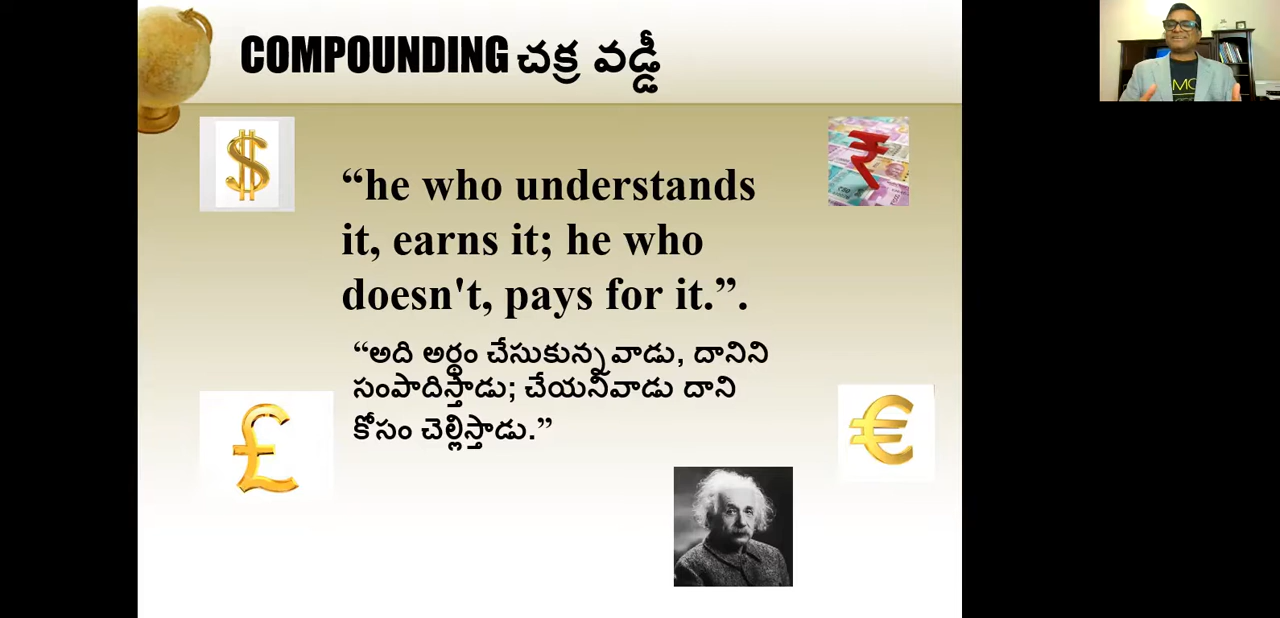 COMPOUNDING చక్ర వడ్డీ
“he who understands
it, earns it; he who
doesn't, pays for it.”.
“అది అర్థం చేసుకున్నవాడు, దానిని
సంపాదిస్తాడు; చేయనివాడు దాని
కోసం చెల్లిస్తాడు.”